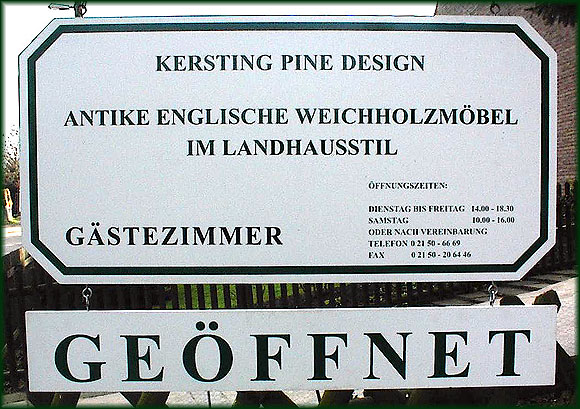 KERSTING PINE DESIGN
ANTIKE ENGLISCHE WEICHHOLZMÖBEL
IM LANDHAUSSTIL
GÄSTEZIMMER
ÖFFNUNGSZEITEN:
DIENSTAG BIS FREITAG 14.00 - 18.30
SAMSTAG 10.00 - 16.00
ODER NACH VEREINBARUNG
TELEFON 0 21 50 - 66 69
FAX 0 21 50 - 20 64 46
GEÖFFNET